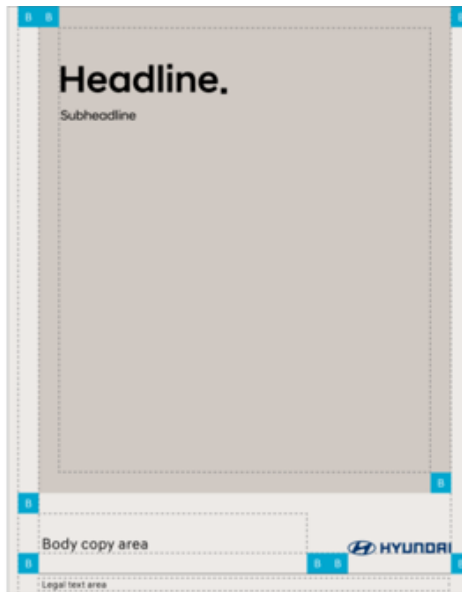 B B B
Headline.
Subheadline
B
B
Body copy area
HYUNDAI
B B B B
Legal text area